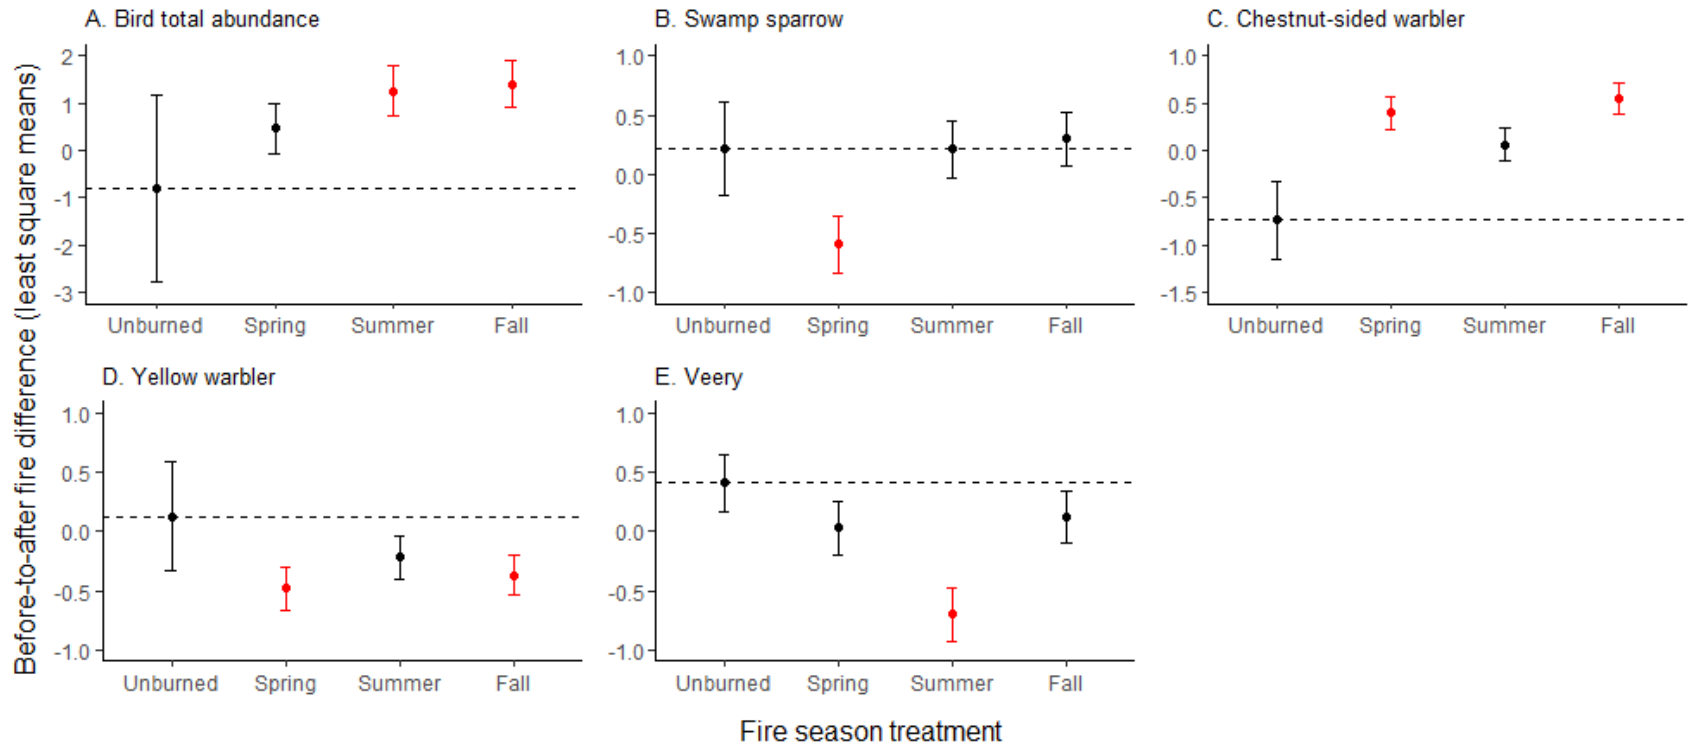 Before-to-after fire difference (least square means)
A. Bird total abundance
2
1
0
-1
-2
-3
Unburned Spring Summer Fall
B. Swamp sparrow
1.0
0.5
0.0
-0.5
-1.0
Unburned Spring Summer Fall
C. Chestnut-sided warbler
1.0
0.5
0.0
-0.5
-1.0
-1.5
Unburned Spring Summer Fall
D. Yellow warbler
1.0
0.5
0.0
-0.5
-1.0
Unburned Spring Summer Fall
E. Veery
1.0
0.5
0.0
-0.5
-1.0
Unburned Spring Summer Fall
Fire season treatment